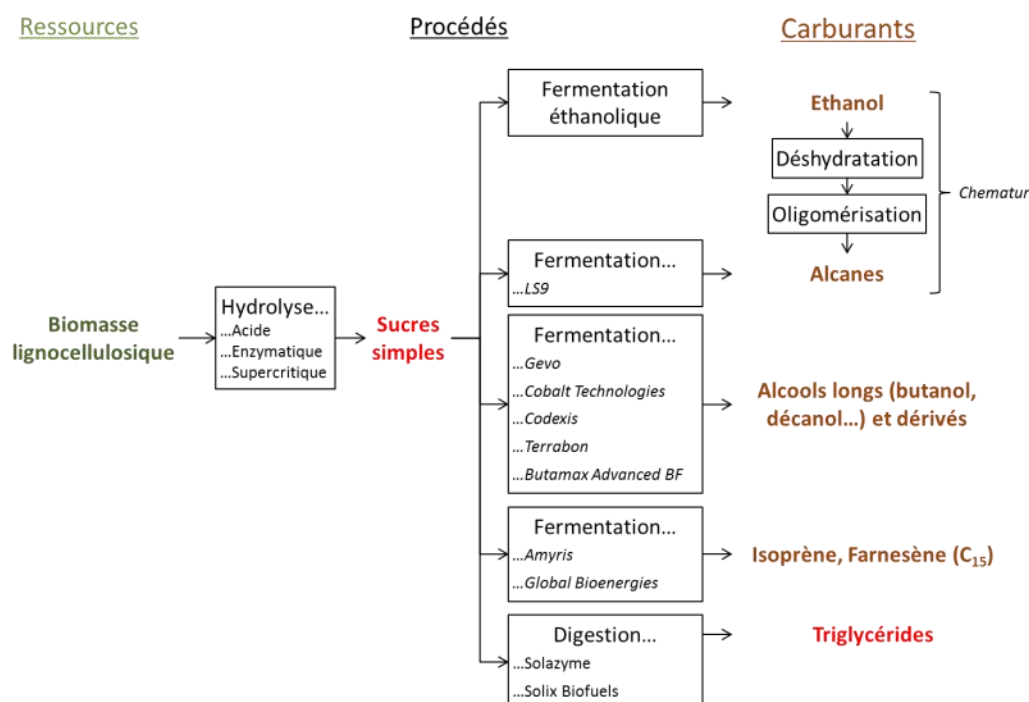 Ressources
Procédés
Carburants
Fermentation
éthanolique
Ethanol
Déshydratation
Oligomérisation
Chematur
Alcanes
Fermentation...
...LS9
Biomasse
lignocellulosique
Hydrolyse...
...Acide
...Enzymatique
...Supercritique
Sucres
simples
Fermentation...
...Gevo
...Cobalt Technologies
...Codexis
...Terrabon
...Butamax Advanced BF
Alcools longs (butanol,
décanol...) et dérivés
Fermentation...
...Amyris
...Global Bioenergies
Isoprène, Farnesène (C₁₅)
Digestion...
...Solazyme
...Solix Biofuels
Triglycérides